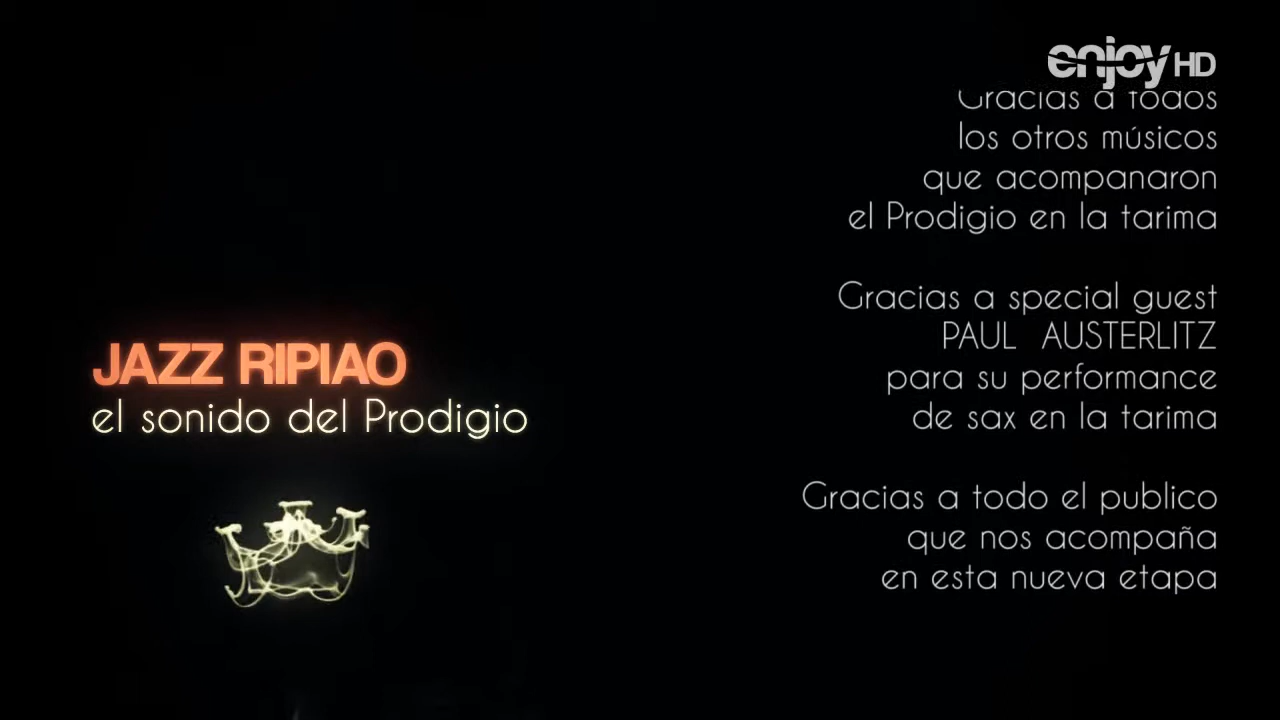 enjoy HD
Gracias a todos
los otros músicos
que acompanaron
el Prodigio en la tarima
Gracias a special guest
PAUL AUSTERLITZ
para su performance
de sax en la tarima
Gracias a todo el publico
que nos acompaña
en esta nueva etapa
JAZZ RIPIAO
el sonido del Prodigio